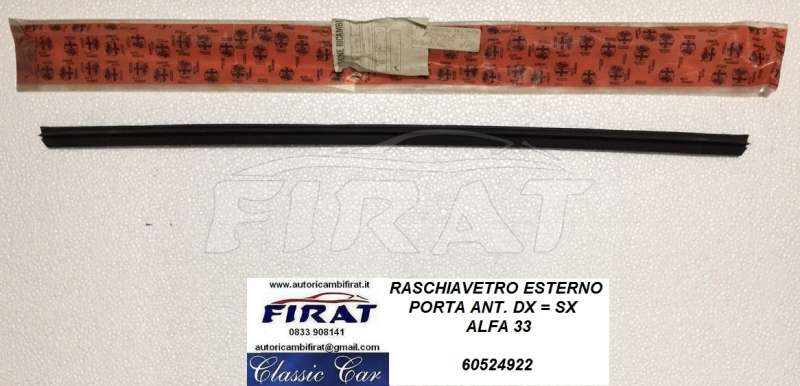 FIRAT
www.autoricambifirat.it
FIRAT
0833 908141
autoricambifirat@gmail.com
Classic Car
RASCHIAVETRO ESTERNO
PORTA ANT. DX = SX
ALFA 33
60524922